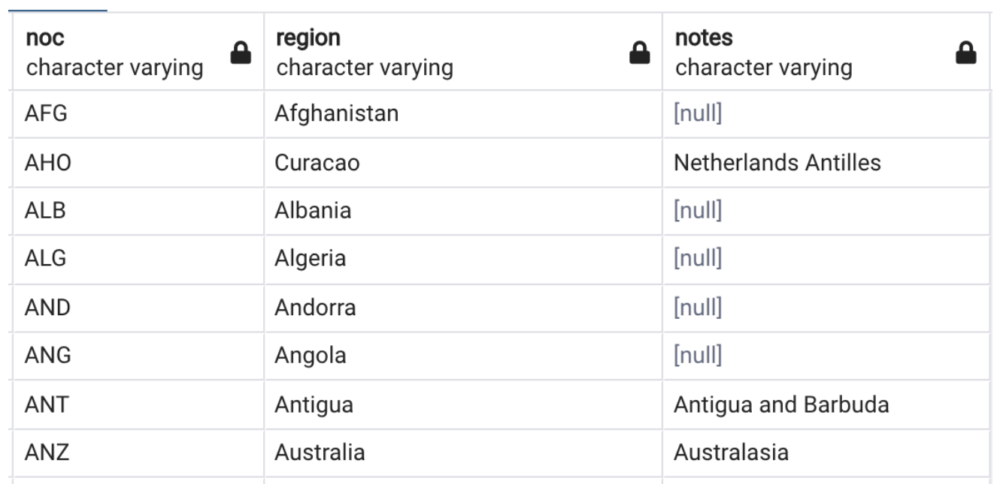 noc region notes
character varying character varying character varying
AFG Afghanistan [null]
AHO Curacao Netherlands Antilles
ALB Albania [null]
ALG Algeria [null]
AND Andorra [null]
ANG Angola [null]
ANT Antigua Antigua and Barbuda
ANZ Australia Australasia